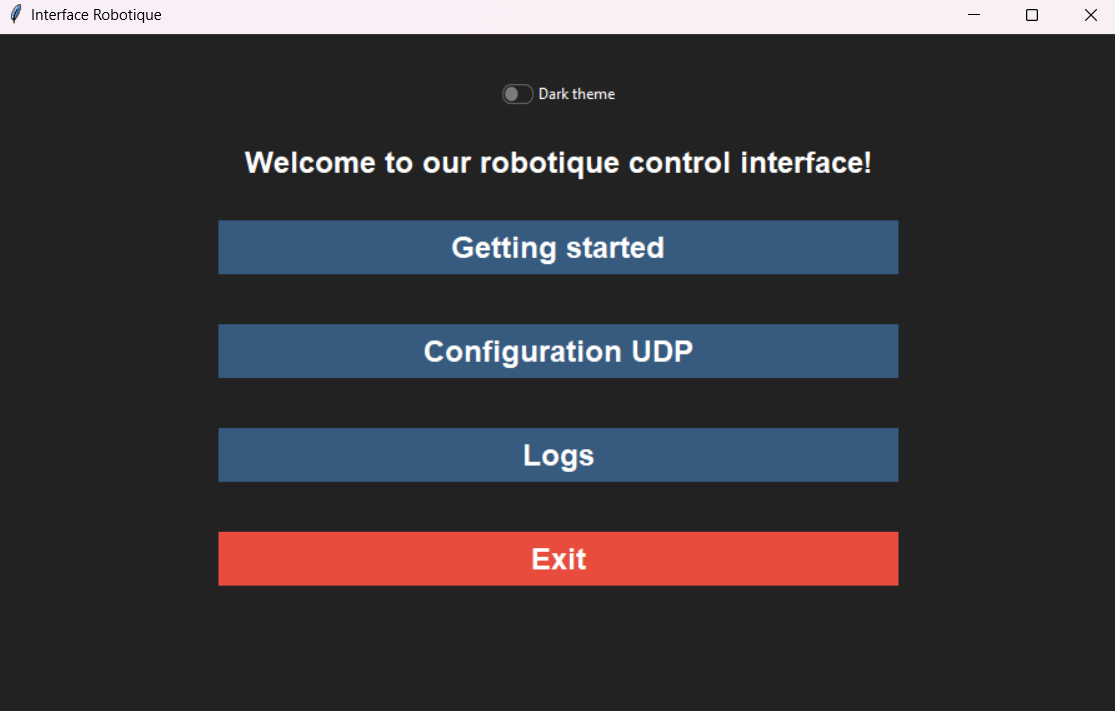 Interface Robotique
Dark theme
Welcome to our robotique control interface!
Getting started
Configuration UDP
Logs
Exit